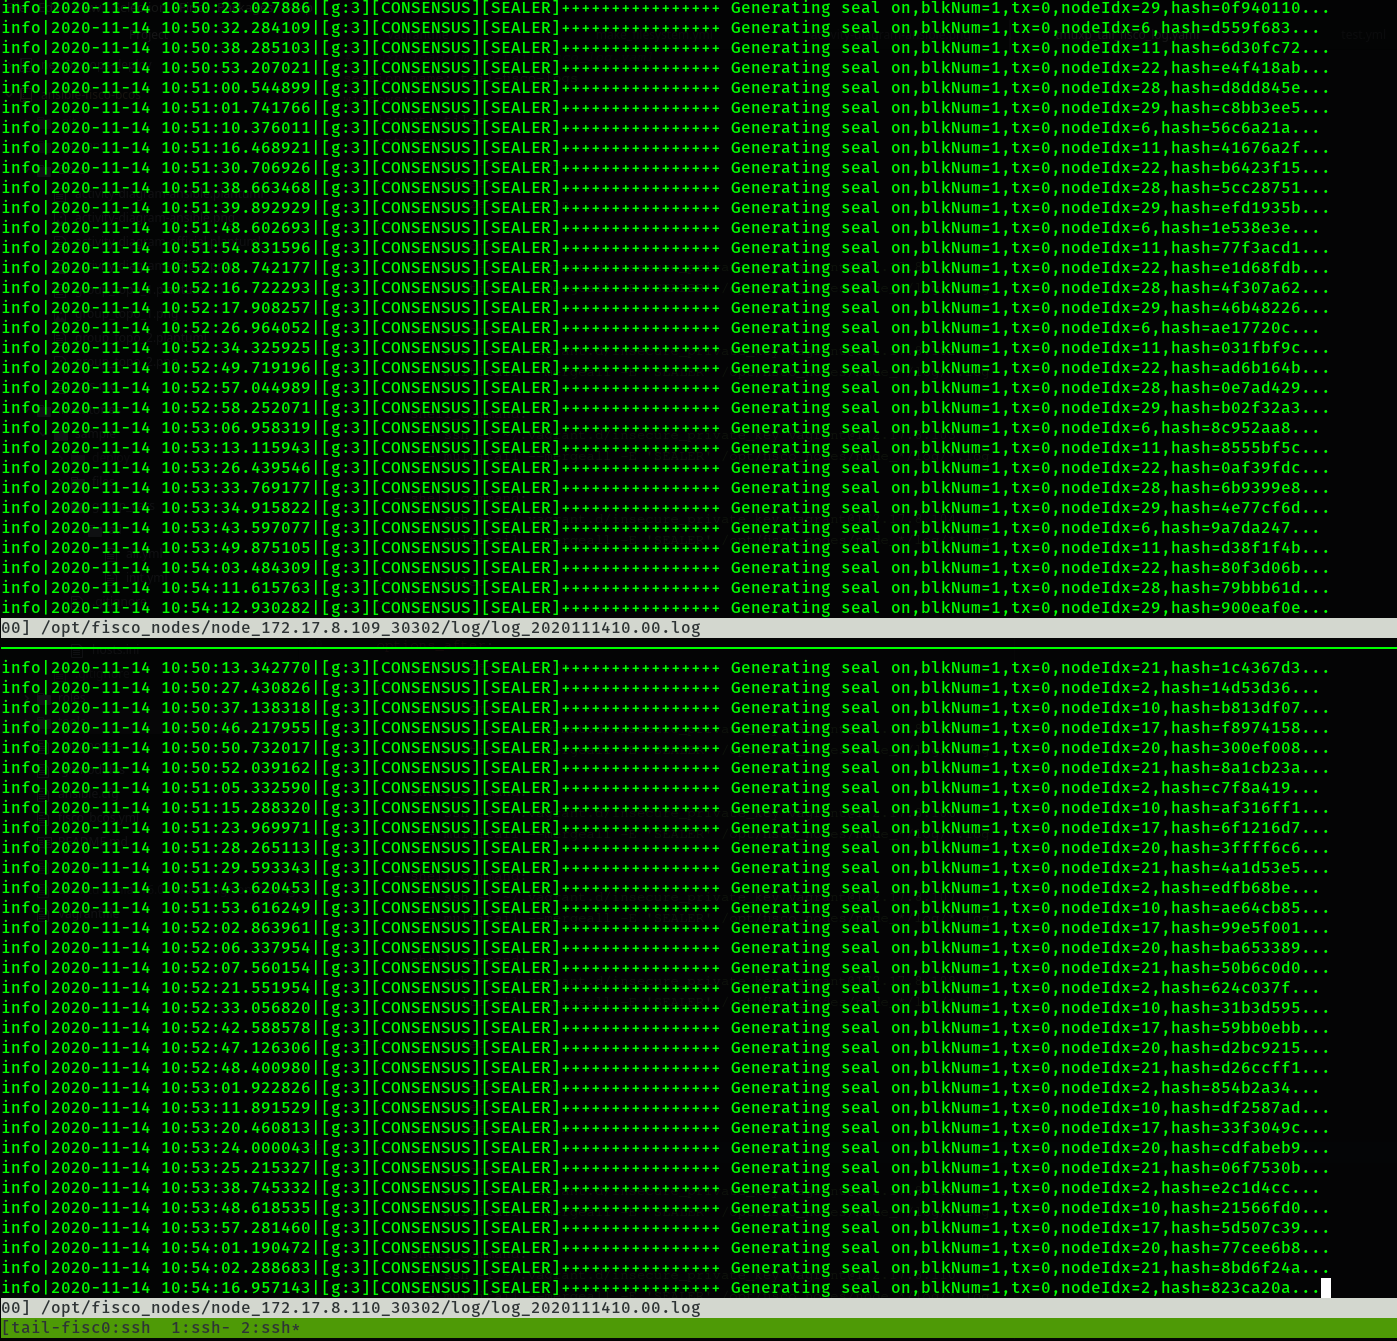 info|2020-11-14 10:50:23.027886|[g:3][CONSENSUS][SEALER]++++++++++++++++ Generating seal on,blkNum=1,tx=0,nodeIdx=29,hash=0f940110...
info|2020-11-14 10:50:32.284109|[g:3][CONSENSUS][SEALER]++++++++++++++++ Generating seal on,blkNum=1,tx=0,nodeIdx=6,hash=d559f683...
info|2020-11-14 10:50:38.285103|[g:3][CONSENSUS][SEALER]++++++++++++++++ Generating seal on,blkNum=1,tx=0,nodeIdx=11,hash=6d30fc72...
info|2020-11-14 10:50:53.207021|[g:3][CONSENSUS][SEALER]++++++++++++++++ Generating seal on,blkNum=1,tx=0,nodeIdx=22,hash=e4f418ab...
info|2020-11-14 10:51:00.544899|[g:3][CONSENSUS][SEALER]++++++++++++++++ Generating seal on,blkNum=1,tx=0,nodeIdx=28,hash=d8dd845e...
info|2020-11-14 10:51:01.741766|[g:3][CONSENSUS][SEALER]++++++++++++++++ Generating seal on,blkNum=1,tx=0,nodeIdx=29,hash=c8bb3ee5...
info|2020-11-14 10:51:10.376011|[g:3][CONSENSUS][SEALER]++++++++++++++++ Generating seal on,blkNum=1,tx=0,nodeIdx=6,hash=56c6a21a...
info|2020-11-14 10:51:16.468921|[g:3][CONSENSUS][SEALER]++++++++++++++++ Generating seal on,blkNum=1,tx=0,nodeIdx=11,hash=41676a2f...
info|2020-11-14 10:51:30.706926|[g:3][CONSENSUS][SEALER]++++++++++++++++ Generating seal on,blkNum=1,tx=0,nodeIdx=22,hash=b6423f15...
info|2020-11-14 10:51:38.663468|[g:3][CONSENSUS][SEALER]++++++++++++++++ Generating seal on,blkNum=1,tx=0,nodeIdx=28,hash=5cc28751...
info|2020-11-14 10:51:39.892929|[g:3][CONSENSUS][SEALER]++++++++++++++++ Generating seal on,blkNum=1,tx=0,nodeIdx=29,hash=efd1935b...
info|2020-11-14 10:51:48.602693|[g:3][CONSENSUS][SEALER]++++++++++++++++ Generating seal on,blkNum=1,tx=0,nodeIdx=6,hash=1e538e3e...
info|2020-11-14 10:51:54.831596|[g:3][CONSENSUS][SEALER]++++++++++++++++ Generating seal on,blkNum=1,tx=0,nodeIdx=11,hash=77f3acd1...
info|2020-11-14 10:52:08.742177|[g:3][CONSENSUS][SEALER]++++++++++++++++ Generating seal on,blkNum=1,tx=0,nodeIdx=22,hash=e1d68fdb...
info|2020-11-14 10:52:16.722293|[g:3][CONSENSUS][SEALER]++++++++++++++++ Generating seal on,blkNum=1,tx=0,nodeIdx=28,hash=4f307a62...
info|2020-11-14 10:52:17.908257|[g:3][CONSENSUS][SEALER]++++++++++++++++ Generating seal on,blkNum=1,tx=0,nodeIdx=29,hash=46b48226...
info|2020-11-14 10:52:26.964052|[g:3][CONSENSUS][SEALER]++++++++++++++++ Generating seal on,blkNum=1,tx=0,nodeIdx=6,hash=ae17720c...
info|2020-11-14 10:52:34.325925|[g:3][CONSENSUS][SEALER]++++++++++++++++ Generating seal on,blkNum=1,tx=0,nodeIdx=11,hash=031fbf9c...
info|2020-11-14 10:52:49.719196|[g:3][CONSENSUS][SEALER]++++++++++++++++ Generating seal on,blkNum=1,tx=0,nodeIdx=22,hash=ad6b164b...
info|2020-11-14 10:52:57.044989|[g:3][CONSENSUS][SEALER]++++++++++++++++ Generating seal on,blkNum=1,tx=0,nodeIdx=28,hash=0e7ad429...
info|2020-11-14 10:52:58.252071|[g:3][CONSENSUS][SEALER]++++++++++++++++ Generating seal on,blkNum=1,tx=0,nodeIdx=29,hash=b02f32a3...
info|2020-11-14 10:53:06.958319|[g:3][CONSENSUS][SEALER]++++++++++++++++ Generating seal on,blkNum=1,tx=0,nodeIdx=6,hash=8c952aa8...
info|2020-11-14 10:53:13.115943|[g:3][CONSENSUS][SEALER]++++++++++++++++ Generating seal on,blkNum=1,tx=0,nodeIdx=11,hash=8555bf5c...
info|2020-11-14 10:53:26.439546|[g:3][CONSENSUS][SEALER]++++++++++++++++ Generating seal on,blkNum=1,tx=0,nodeIdx=22,hash=0af39fdc...
info|2020-11-14 10:53:33.769177|[g:3][CONSENSUS][SEALER]++++++++++++++++ Generating seal on,blkNum=1,tx=0,nodeIdx=28,hash=6b9399e8...
info|2020-11-14 10:53:34.915822|[g:3][CONSENSUS][SEALER]++++++++++++++++ Generating seal on,blkNum=1,tx=0,nodeIdx=29,hash=4e77cf6d...
info|2020-11-14 10:53:43.597077|[g:3][CONSENSUS][SEALER]++++++++++++++++ Generating seal on,blkNum=1,tx=0,nodeIdx=6,hash=9a7da247...
info|2020-11-14 10:53:49.875105|[g:3][CONSENSUS][SEALER]++++++++++++++++ Generating seal on,blkNum=1,tx=0,nodeIdx=11,hash=d38f1f4b...
info|2020-11-14 10:54:03.484309|[g:3][CONSENSUS][SEALER]++++++++++++++++ Generating seal on,blkNum=1,tx=0,nodeIdx=22,hash=80f3d06b...
info|2020-11-14 10:54:11.615763|[g:3][CONSENSUS][SEALER]++++++++++++++++ Generating seal on,blkNum=1,tx=0,nodeIdx=28,hash=79bbb61d...
info|2020-11-14 10:54:12.930282|[g:3][CONSENSUS][SEALER]++++++++++++++++ Generating seal on,blkNum=1,tx=0,nodeIdx=29,hash=900eaf0e...
00] /opt/fisco_nodes/node_172.17.8.109_30302/log/log_2020111410.00.log
info|2020-11-14 10:50:13.342770|[g:3][CONSENSUS][SEALER]++++++++++++++++ Generating seal on,blkNum=1,tx=0,nodeIdx=21,hash=1c4367d3...
info|2020-11-14 10:50:27.430826|[g:3][CONSENSUS][SEALER]++++++++++++++++ Generating seal on,blkNum=1,tx=0,nodeIdx=2,hash=14d53d36...
info|2020-11-14 10:50:37.138318|[g:3][CONSENSUS][SEALER]++++++++++++++++ Generating seal on,blkNum=1,tx=0,nodeIdx=10,hash=b813df07...
info|2020-11-14 10:50:46.217955|[g:3][CONSENSUS][SEALER]++++++++++++++++ Generating seal on,blkNum=1,tx=0,nodeIdx=17,hash=f8974158...
info|2020-11-14 10:50:50.732017|[g:3][CONSENSUS][SEALER]++++++++++++++++ Generating seal on,blkNum=1,tx=0,nodeIdx=20,hash=300ef008...
info|2020-11-14 10:50:52.039162|[g:3][CONSENSUS][SEALER]++++++++++++++++ Generating seal on,blkNum=1,tx=0,nodeIdx=21,hash=8a1cb23a...
info|2020-11-14 10:51:05.332590|[g:3][CONSENSUS][SEALER]++++++++++++++++ Generating seal on,blkNum=1,tx=0,nodeIdx=2,hash=c7f8a419...
info|2020-11-14 10:51:15.288320|[g:3][CONSENSUS][SEALER]++++++++++++++++ Generating seal on,blkNum=1,tx=0,nodeIdx=10,hash=af316ff1...
info|2020-11-14 10:51:23.969971|[g:3][CONSENSUS][SEALER]++++++++++++++++ Generating seal on,blkNum=1,tx=0,nodeIdx=17,hash=6f1216d7...
info|2020-11-14 10:51:28.265113|[g:3][CONSENSUS][SEALER]++++++++++++++++ Generating seal on,blkNum=1,tx=0,nodeIdx=20,hash=3ffff6c6...
info|2020-11-14 10:51:29.593343|[g:3][CONSENSUS][SEALER]++++++++++++++++ Generating seal on,blkNum=1,tx=0,nodeIdx=21,hash=4a1d53e5...
info|2020-11-14 10:51:43.620453|[g:3][CONSENSUS][SEALER]++++++++++++++++ Generating seal on,blkNum=1,tx=0,nodeIdx=2,hash=edfb68be...
info|2020-11-14 10:51:53.616249|[g:3][CONSENSUS][SEALER]++++++++++++++++ Generating seal on,blkNum=1,tx=0,nodeIdx=10,hash=ae64cb85...
info|2020-11-14 10:52:02.863961|[g:3][CONSENSUS][SEALER]++++++++++++++++ Generating seal on,blkNum=1,tx=0,nodeIdx=17,hash=99e5f001...
info|2020-11-14 10:52:06.337954|[g:3][CONSENSUS][SEALER]++++++++++++++++ Generating seal on,blkNum=1,tx=0,nodeIdx=20,hash=ba653389...
info|2020-11-14 10:52:07.560154|[g:3][CONSENSUS][SEALER]++++++++++++++++ Generating seal on,blkNum=1,tx=0,nodeIdx=21,hash=50b6c0d0...
info|2020-11-14 10:52:21.551954|[g:3][CONSENSUS][SEALER]++++++++++++++++ Generating seal on,blkNum=1,tx=0,nodeIdx=2,hash=624c037f...
info|2020-11-14 10:52:33.056820|[g:3][CONSENSUS][SEALER]++++++++++++++++ Generating seal on,blkNum=1,tx=0,nodeIdx=10,hash=31b3d595...
info|2020-11-14 10:52:42.588578|[g:3][CONSENSUS][SEALER]++++++++++++++++ Generating seal on,blkNum=1,tx=0,nodeIdx=17,hash=59bb0ebb...
info|2020-11-14 10:52:47.126306|[g:3][CONSENSUS][SEALER]++++++++++++++++ Generating seal on,blkNum=1,tx=0,nodeIdx=20,hash=d2bc9215...
info|2020-11-14 10:52:48.400980|[g:3][CONSENSUS][SEALER]++++++++++++++++ Generating seal on,blkNum=1,tx=0,nodeIdx=21,hash=d26ccff1...
info|2020-11-14 10:53:01.922826|[g:3][CONSENSUS][SEALER]++++++++++++++++ Generating seal on,blkNum=1,tx=0,nodeIdx=2,hash=854b2a34...
info|2020-11-14 10:53:11.891529|[g:3][CONSENSUS][SEALER]++++++++++++++++ Generating seal on,blkNum=1,tx=0,nodeIdx=10,hash=df2587ad...
info|2020-11-14 10:53:20.460813|[g:3][CONSENSUS][SEALER]++++++++++++++++ Generating seal on,blkNum=1,tx=0,nodeIdx=17,hash=33f3049c...
info|2020-11-14 10:53:24.000043|[g:3][CONSENSUS][SEALER]++++++++++++++++ Generating seal on,blkNum=1,tx=0,nodeIdx=20,hash=cdfabeb9...
info|2020-11-14 10:53:25.215327|[g:3][CONSENSUS][SEALER]++++++++++++++++ Generating seal on,blkNum=1,tx=0,nodeIdx=21,hash=06f7530b...
info|2020-11-14 10:53:38.745332|[g:3][CONSENSUS][SEALER]++++++++++++++++ Generating seal on,blkNum=1,tx=0,nodeIdx=2,hash=e2c1d4cc...
info|2020-11-14 10:53:48.618535|[g:3][CONSENSUS][SEALER]++++++++++++++++ Generating seal on,blkNum=1,tx=0,nodeIdx=10,hash=21566fd0...
info|2020-11-14 10:53:57.281460|[g:3][CONSENSUS][SEALER]++++++++++++++++ Generating seal on,blkNum=1,tx=0,nodeIdx=17,hash=5d507c39...
info|2020-11-14 10:54:01.190472|[g:3][CONSENSUS][SEALER]++++++++++++++++ Generating seal on,blkNum=1,tx=0,nodeIdx=20,hash=77cee6b8...
info|2020-11-14 10:54:02.288683|[g:3][CONSENSUS][SEALER]++++++++++++++++ Generating seal on,blkNum=1,tx=0,nodeIdx=21,hash=8bd6f24a...
info|2020-11-14 10:54:16.957143|[g:3][CONSENSUS][SEALER]++++++++++++++++ Generating seal on,blkNum=1,tx=0,nodeIdx=2,hash=823ca20a...
00] /opt/fisco_nodes/node_172.17.8.110_30302/log/log_2020111410.00.log
[tail-fisc0:ssh  1:ssh- 2:ssh*